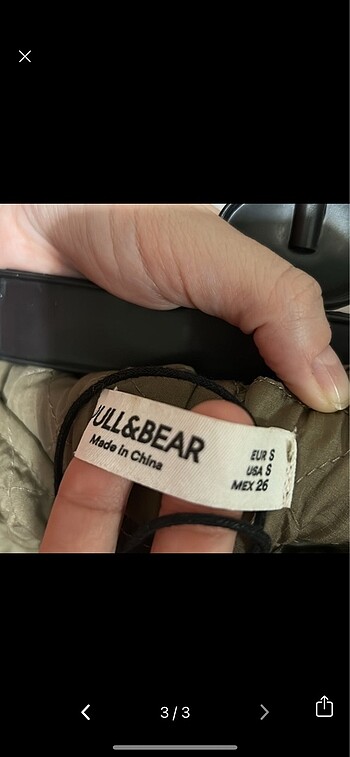 ULL&BEAR
Made in China
EUR S
USA S
MEX 26
3/3